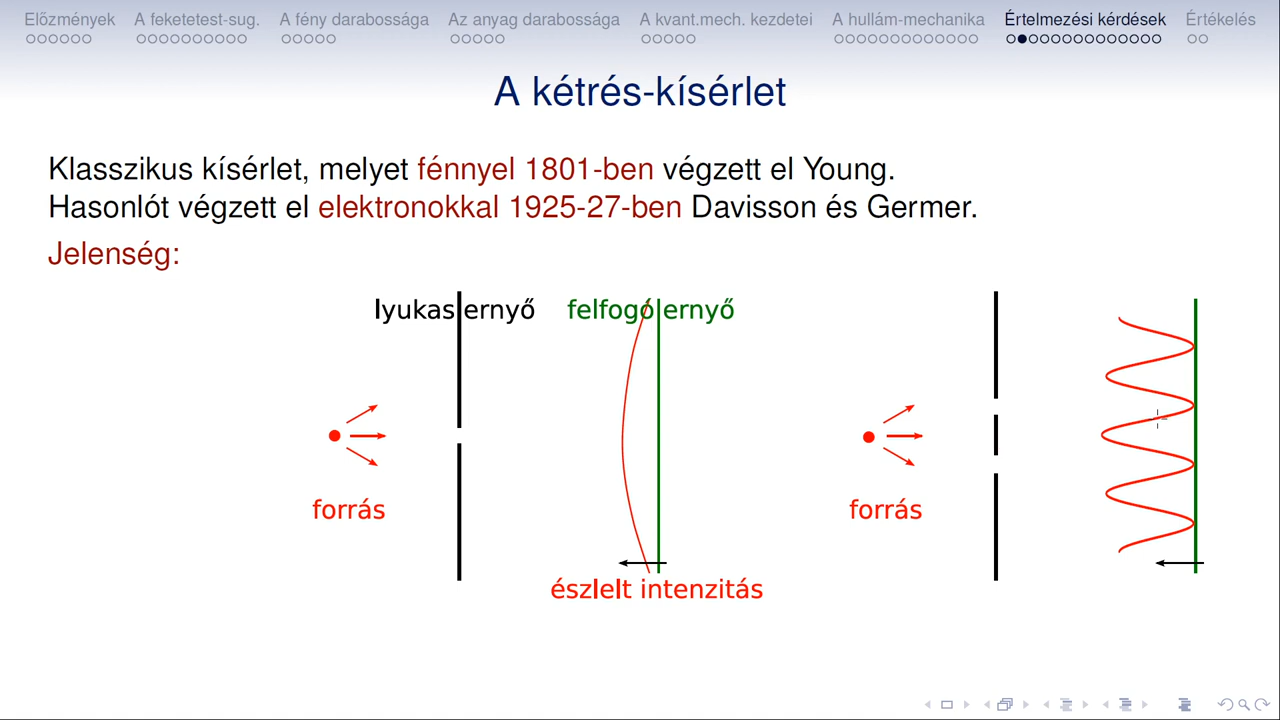 Előzmények A feketetest-sug. A fény darabossága Az anyag darabossága A kvant.mech. kezdetei A hullám-mechanika Értelmezési kérdések Értékelés
A kétrés-kísérlet
Klasszikus kísérlet, melyet fénnyel 1801-ben végzett el Young.
Hasonlót végzett el elektronokkal 1925-27-ben Davisson és Germer.
Jelenség:
lyukas ernyő felfogó ernyő
forrás forrás
észlelt intenzitás